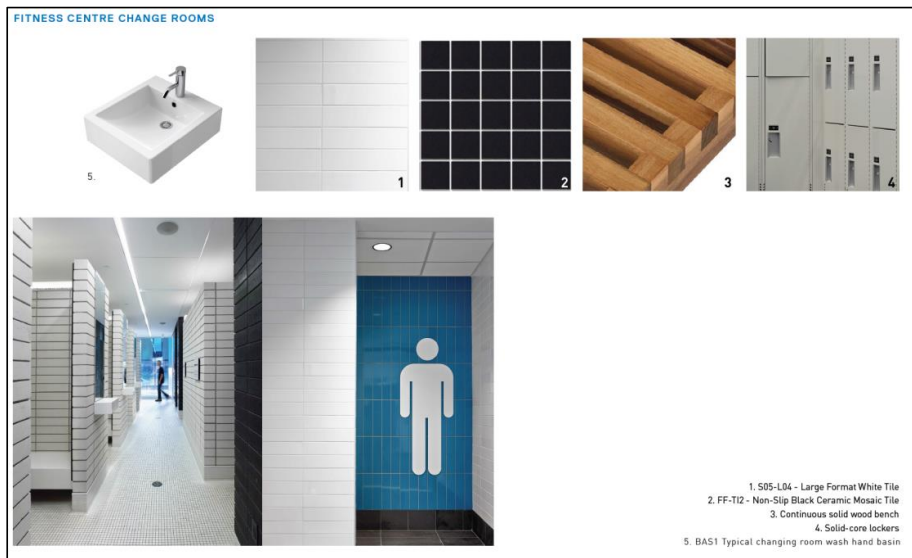 FITNESS CENTRE CHANGE ROOMS
5.
1
2
3
4
1. S05-L04 - Large Format White Tile
2. FF-TI2 - Non-Slip Black Ceramic Mosaic Tile
3. Continuous solid wood bench
4. Solid-core lockers
5. BAS1 Typical changing room wash hand basin